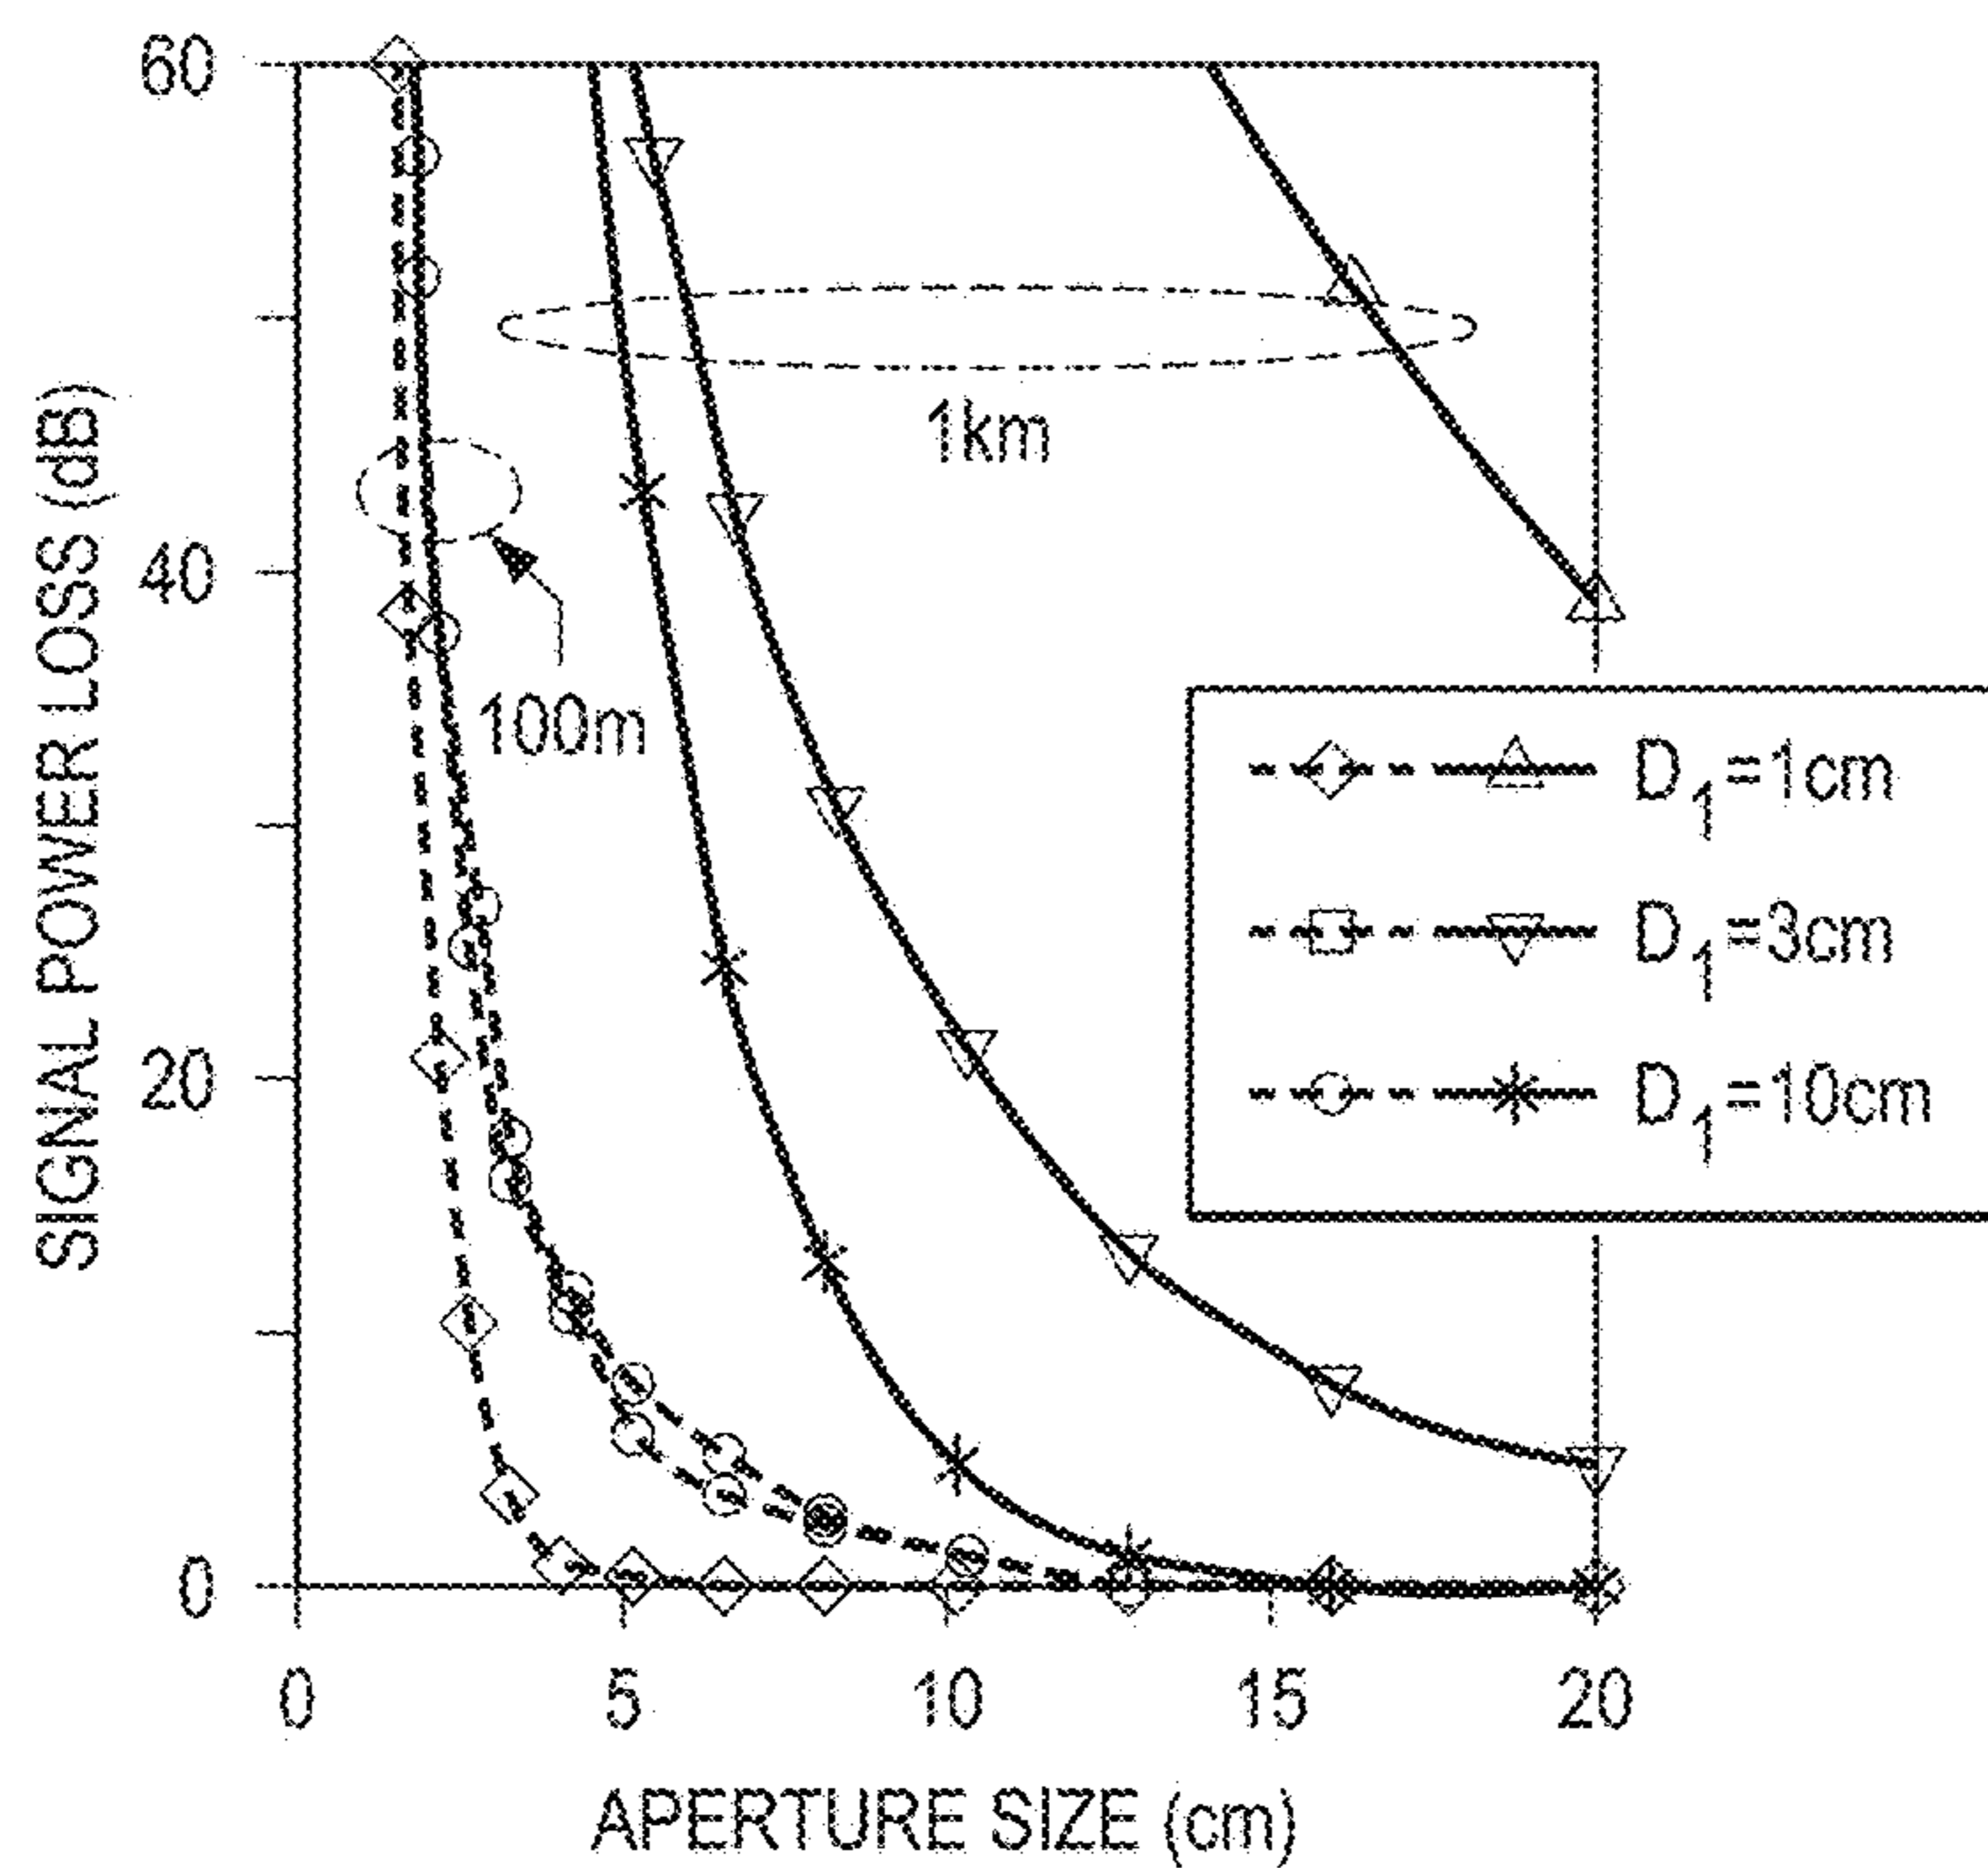 SIGNAL POWER LOSS (dB)
60
40
20
0
0 5 10 15 20
APERTURE SIZE (cm)
1km
100m
D1=1cm
D1=3cm
D1=10cm